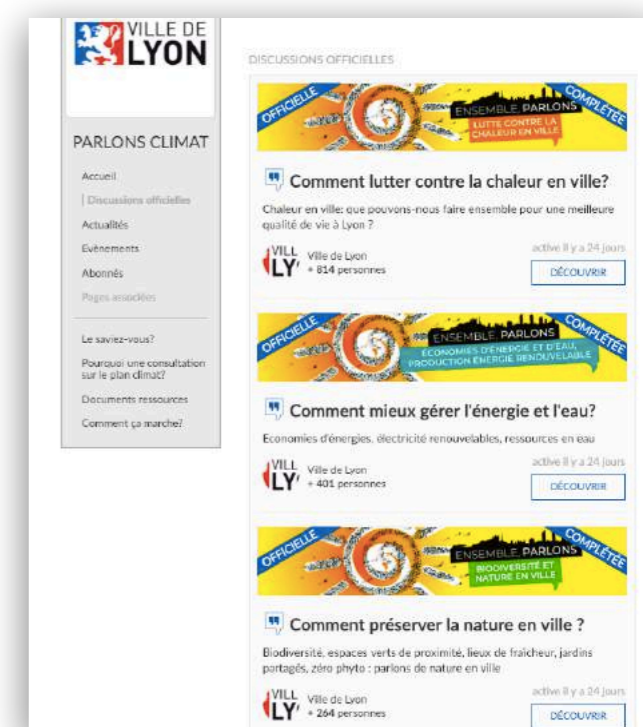 VILLE DE
LYON
PARLONS CLIMAT
Accueil
Discussions officielles
Actualités
Evènements
Abonnés
Pages associées
Le saviez-vous?
Pourquoi une consultation
sur le plan climat?
Documents ressources
Comment ça marche?
DISCUSSIONS OFFICIELLES
OFFICIELLE
COMPLÉTÉE
ENSEMBLE, PARLONS
LUTTE CONTRE LA
CHALEUR EN VILLE
Comment lutter contre la chaleur en ville?
Chaleur en ville: que pouvons-nous faire ensemble pour une meilleure
qualité de vie à Lyon ?
VILL
LY
Ville de Lyon
+ 814 personnes
active il y a 24 jours
DÉCOUVRIR
OFFICIELLE
COMPLÉTÉE
ENSEMBLE, PARLONS
ÉCONOMIES D'ÉNERGIE ET D'EAU,
PRODUCTION ÉNERGIE RENOUVELABLE
Comment mieux gérer l'énergie et l'eau?
Economies d'énergies, électricité renouvelables, ressources en eau
VILL
LY
Ville de Lyon
+ 401 personnes
active il y a 24 jours
DÉCOUVRIR
OFFICIELLE
COMPLÉTÉE
ENSEMBLE, PARLONS
BIODIVERSITÉ ET
NATURE EN VILLE
Comment préserver la nature en ville ?
Biodiversité, espaces verts de proximité, lieux de fraicheur, jardins
partagés, zéro phyto : parlons de nature en ville
VILL
LY
Ville de Lyon
+ 264 personnes
active il y a 24 jours
DÉCOUVRIR